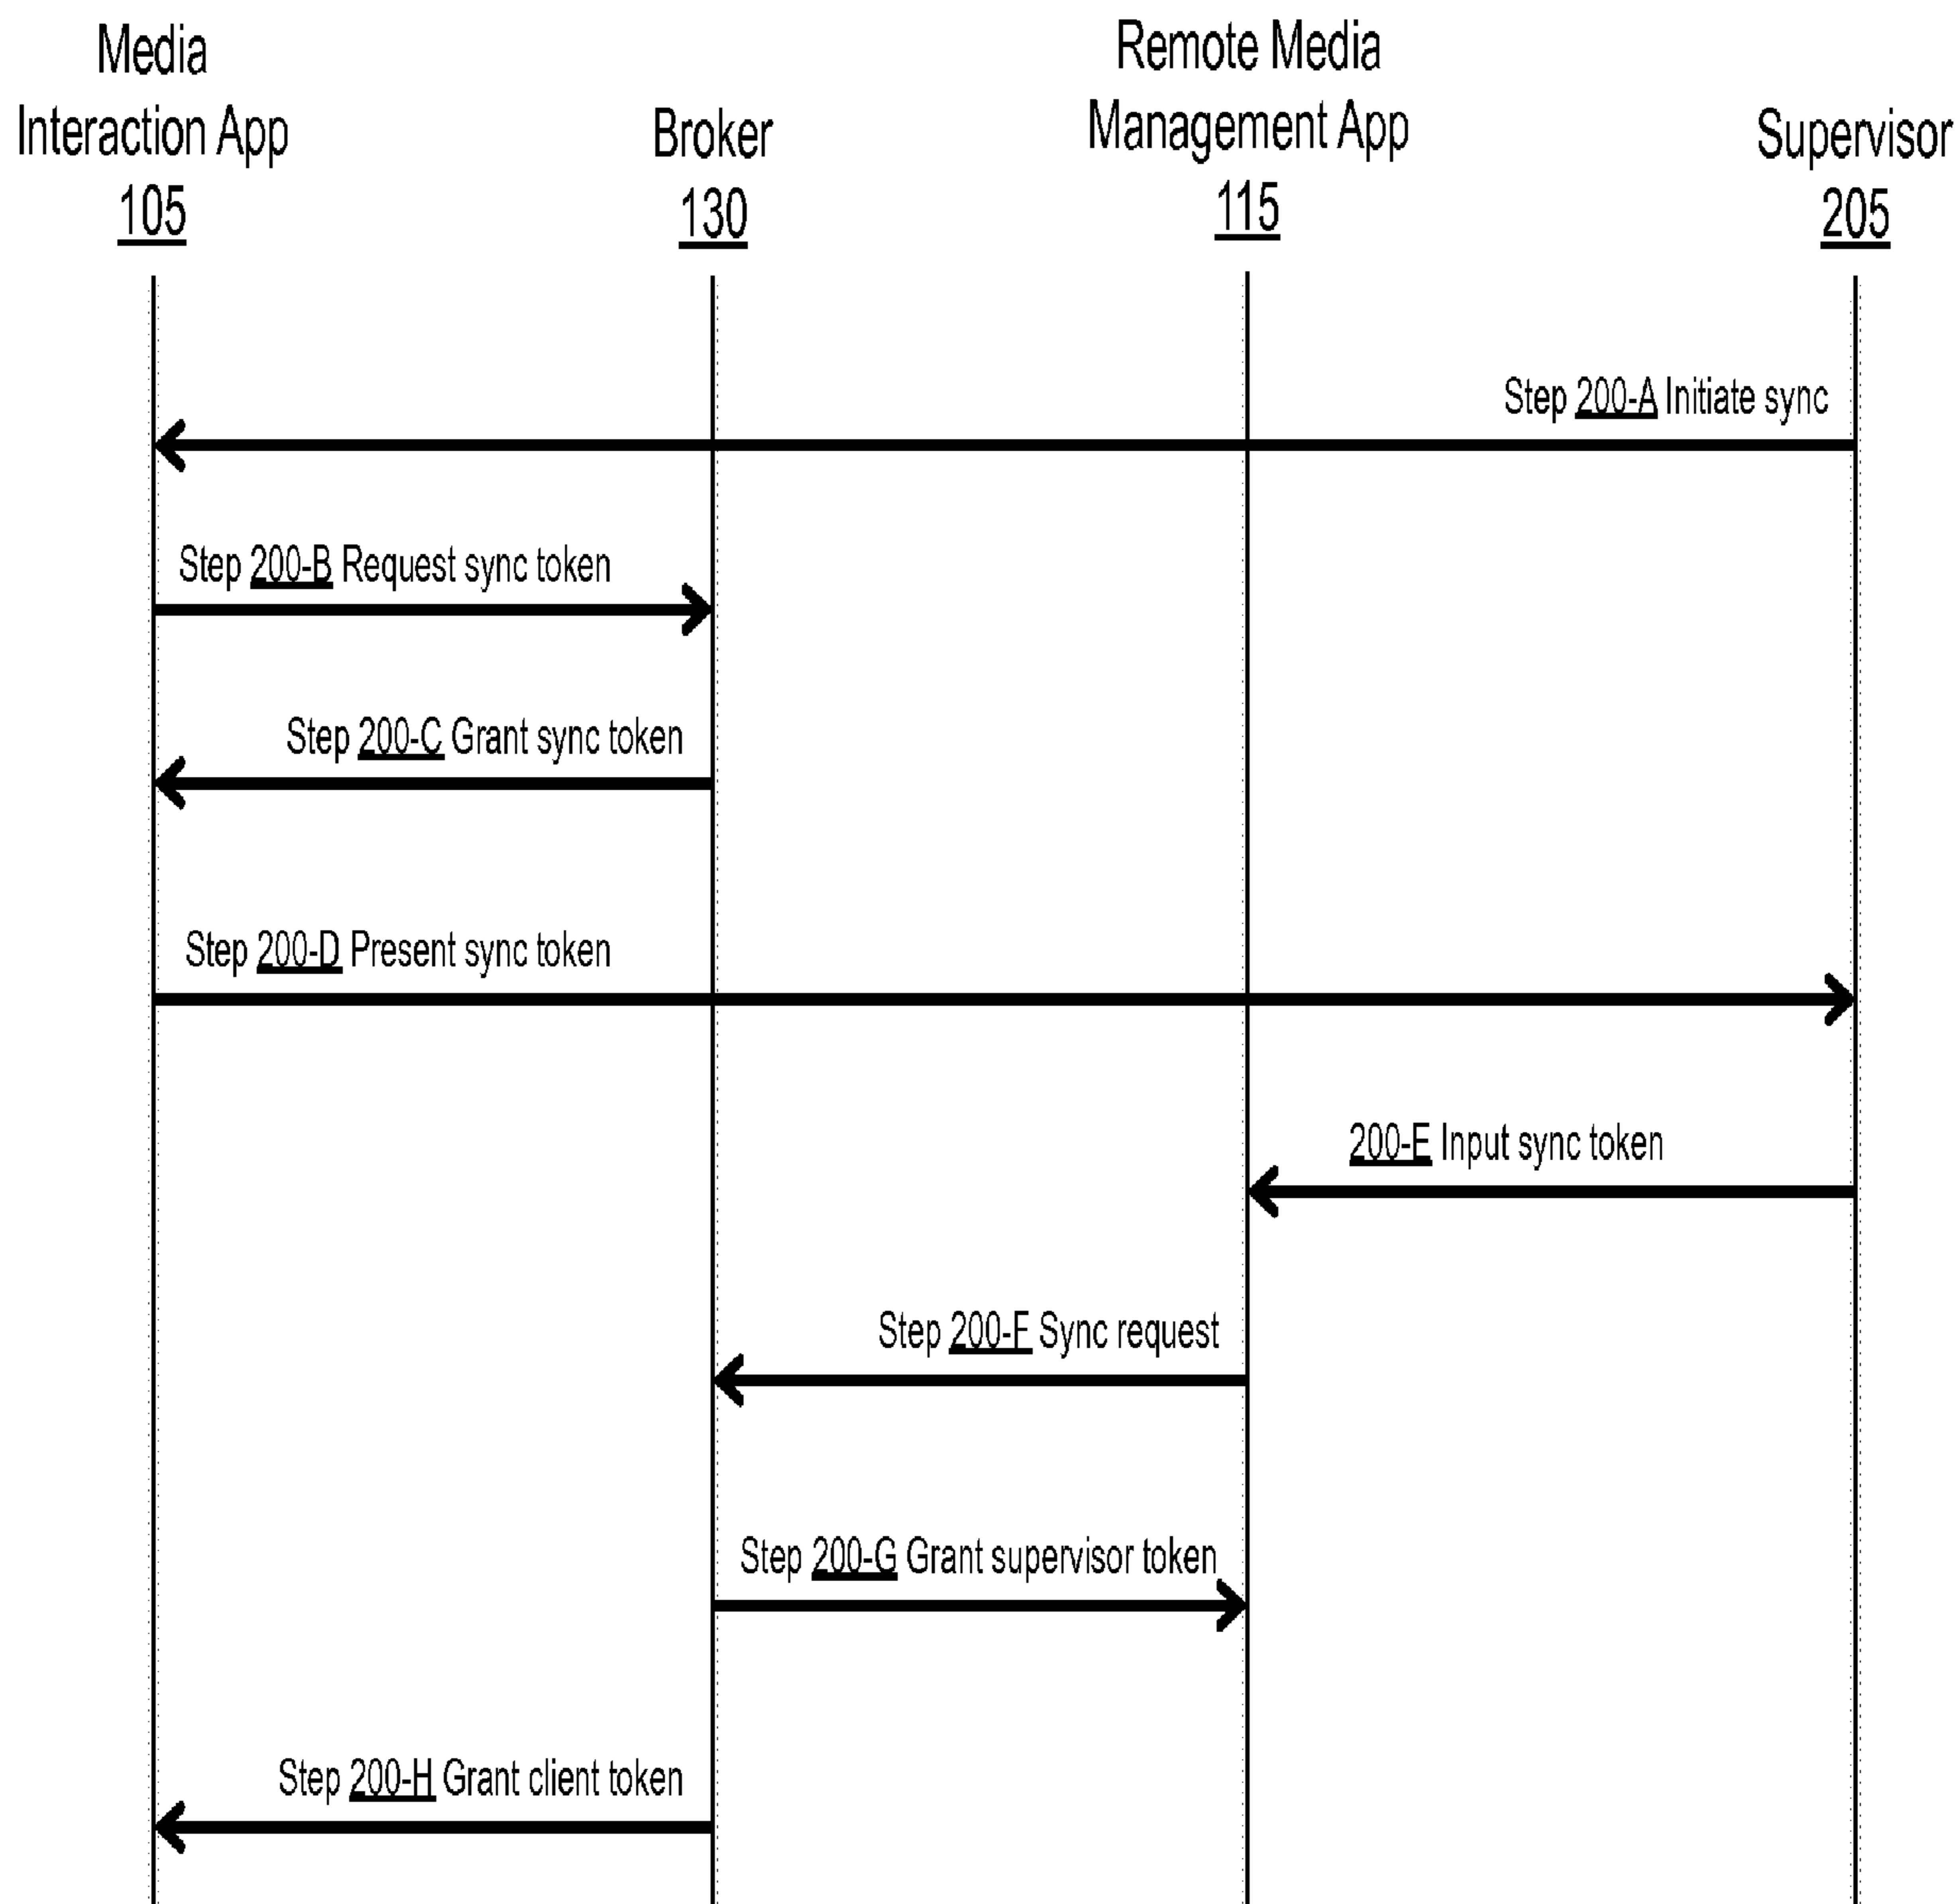 Media
Interaction App
105
Broker
130
Remote Media
Management App
115
Supervisor
205
Step 200-A Initiate sync
Step 200-B Request sync token
Step 200-C Grant sync token
Step 200-D Present sync token
200-E Input sync token
Step 200-F Sync request
Step 200-G Grant supervisor token
Step 200-H Grant client token